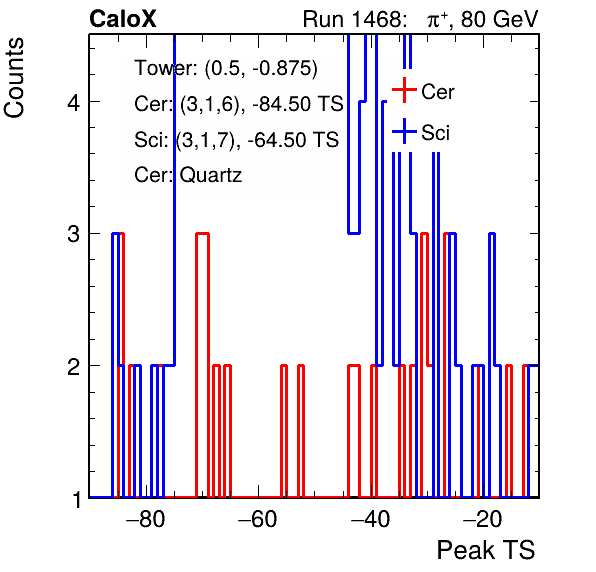 CaloX Run 1468: π⁺, 80 GeV
Counts
Tower: (0.5, -0.875)
Cer: (3,1,6), -84.50 TS
Sci: (3,1,7), -64.50 TS
Cer: Quartz
Cer
Sci
4
3
2
1
−80 −60 −40 −20
Peak TS